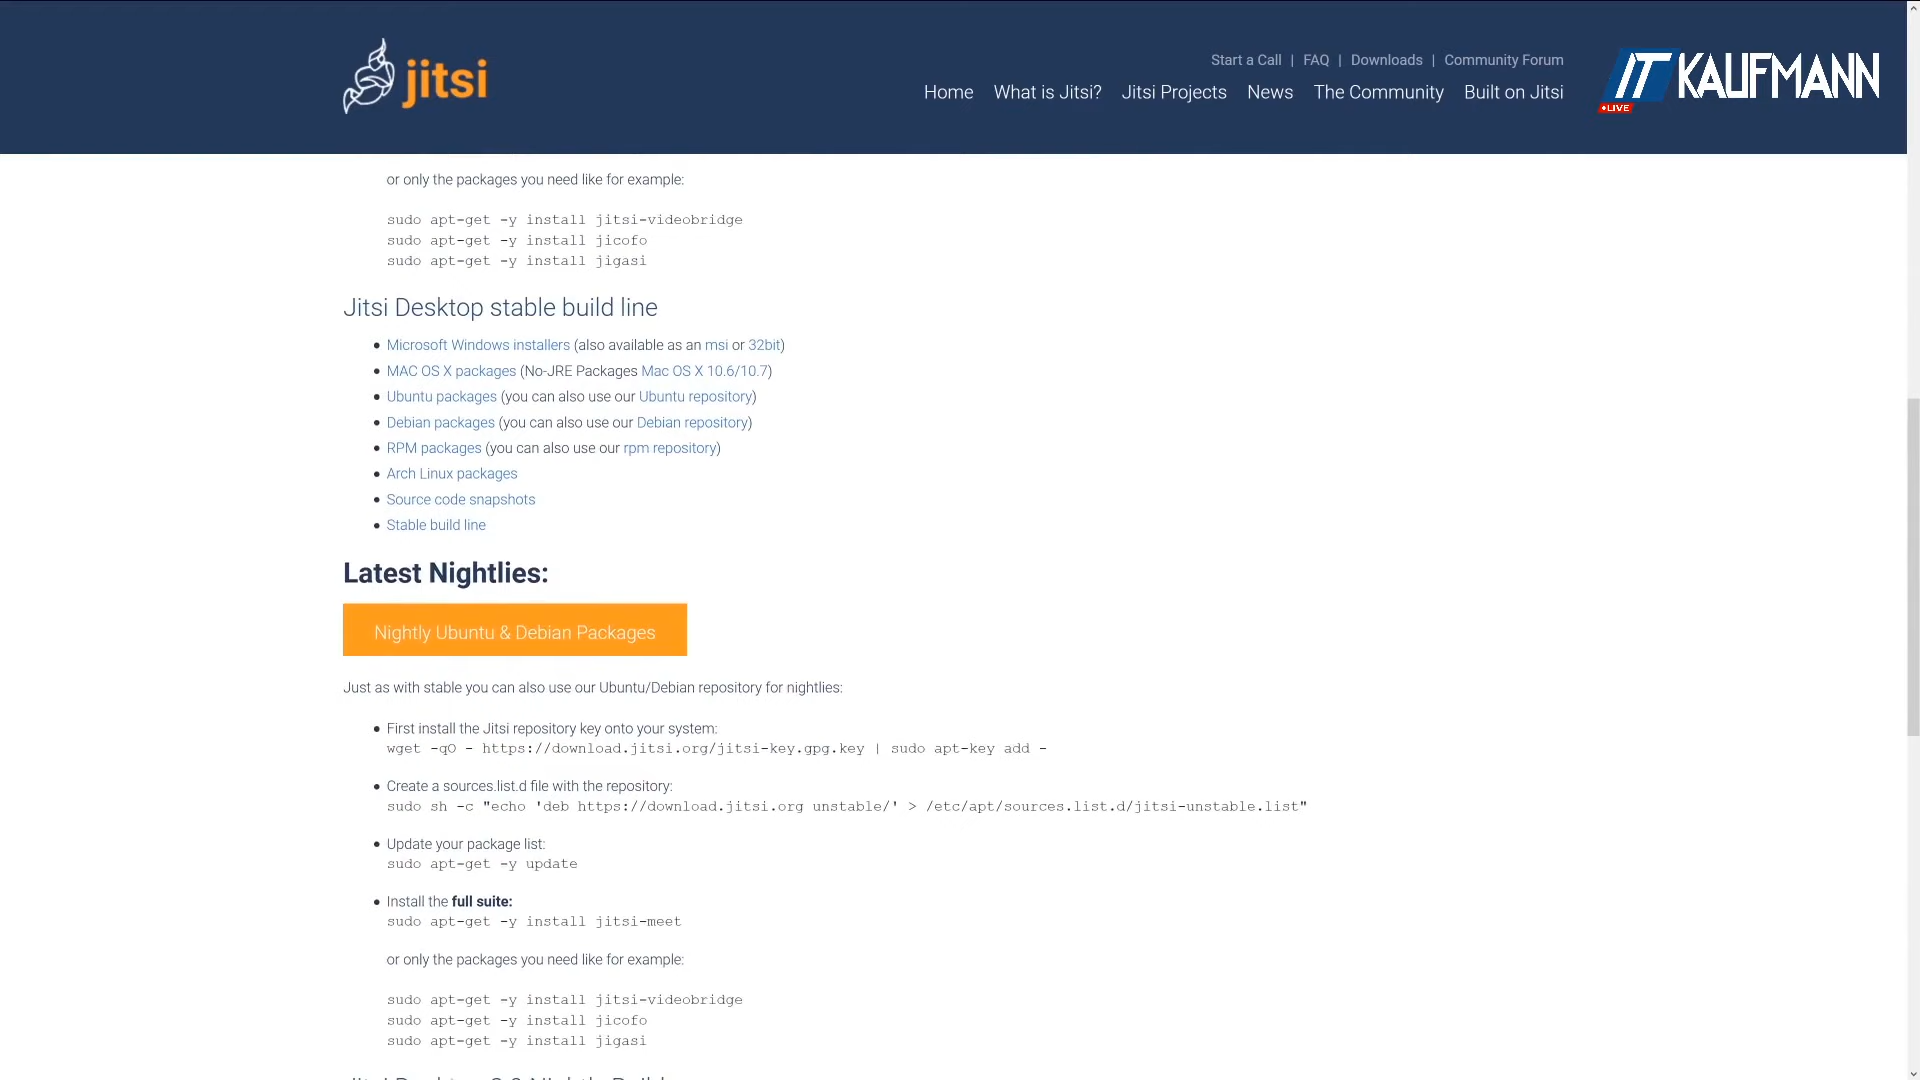 jitsi
Start a Call | FAQ | Downloads | Community Forum
Home What is Jitsi? Jitsi Projects News The Community Built on Jitsi
IT KAUFMANN
LIVE
or only the packages you need like for example:
sudo apt-get -y install jitsi-videobridge
sudo apt-get -y install jicofo
sudo apt-get -y install jigasi
Jitsi Desktop stable build line
Microsoft Windows installers (also available as an msi or 32bit)
MAC OS X packages (No-JRE Packages Mac OS X 10.6/10.7)
Ubuntu packages (you can also use our Ubuntu repository)
Debian packages (you can also use our Debian repository)
RPM packages (you can also use our rpm repository)
Arch Linux packages
Source code snapshots
Stable build line
Latest Nightlies:
Nightly Ubuntu & Debian Packages
Just as with stable you can also use our Ubuntu/Debian repository for nightlies:
First install the Jitsi repository key onto your system:
wget -qO - https://download.jitsi.org/jitsi-key.gpg.key | sudo apt-key add -
Create a sources.list.d file with the repository:
sudo sh -c "echo 'deb https://download.jitsi.org unstable/' > /etc/apt/sources.list.d/jitsi-unstable.list"
Update your package list:
sudo apt-get -y update
Install the full suite:
sudo apt-get -y install jitsi-meet
or only the packages you need like for example:
sudo apt-get -y install jitsi-videobridge
sudo apt-get -y install jicofo
sudo apt-get -y install jigasi